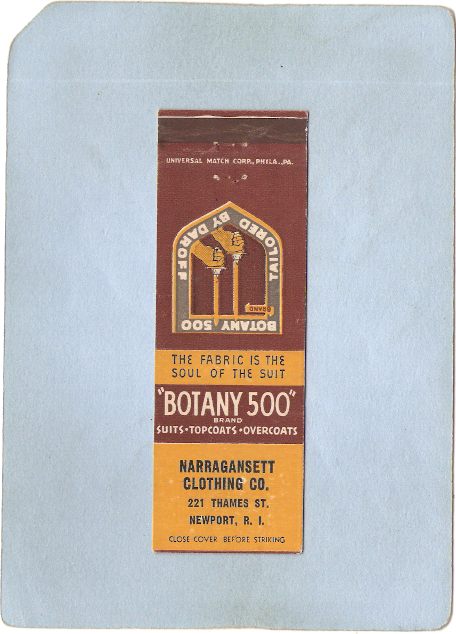 UNIVERSAL MATCH CORP., PHILA., PA.
TAILORED BY DAROFF
BRAND
BOTANY 500
THE FABRIC IS THE
SOUL OF THE SUIT
"BOTANY 500"
BRAND
SUITS • TOPCOATS • OVERCOATS
NARRAGANSETT
CLOTHING CO.
221 THAMES ST.
NEWPORT, R. I.
CLOSE COVER BEFORE STRIKING